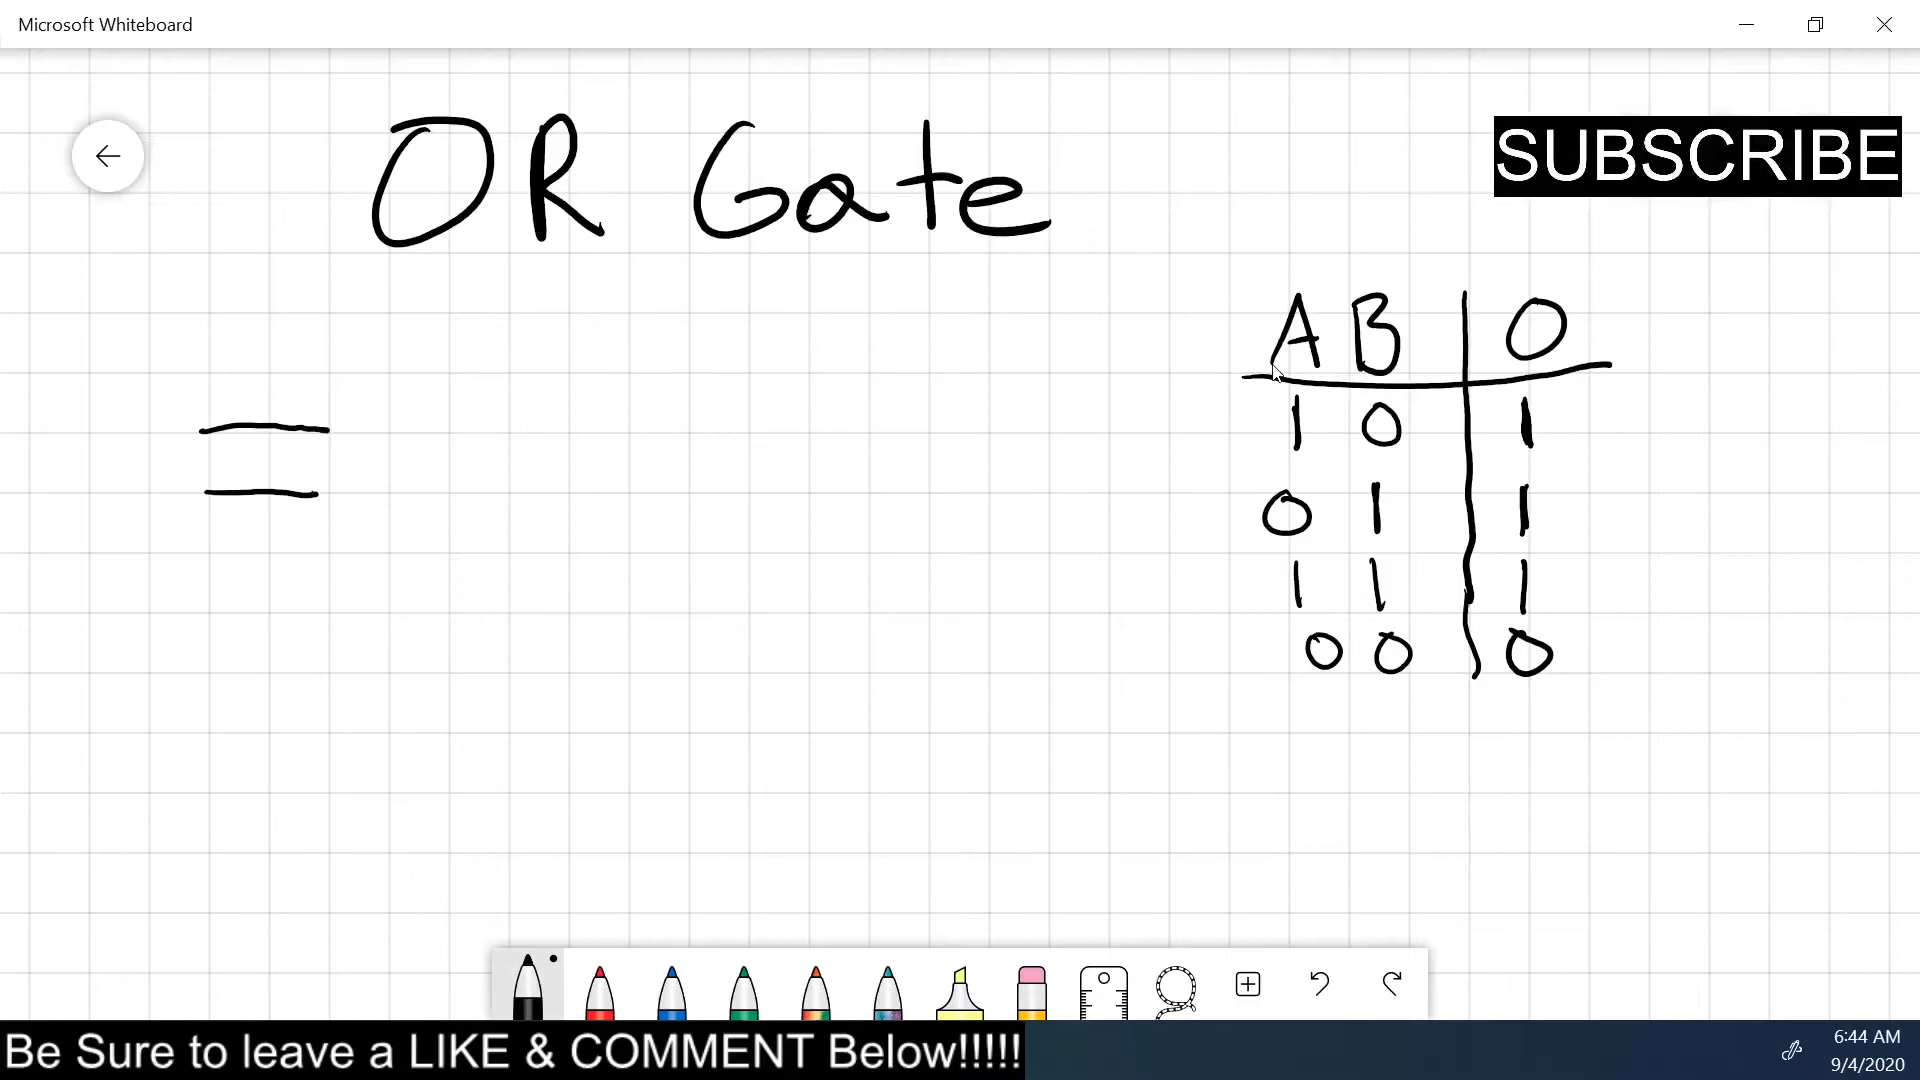 Microsoft Whiteboard
OR Gate
SUBSCRIBE
A B O
1 0 1
0 1 1
1 1 1
0 0 0
Be Sure to leave a LIKE & COMMENT Below!!!!!
6:44 AM
9/4/2020